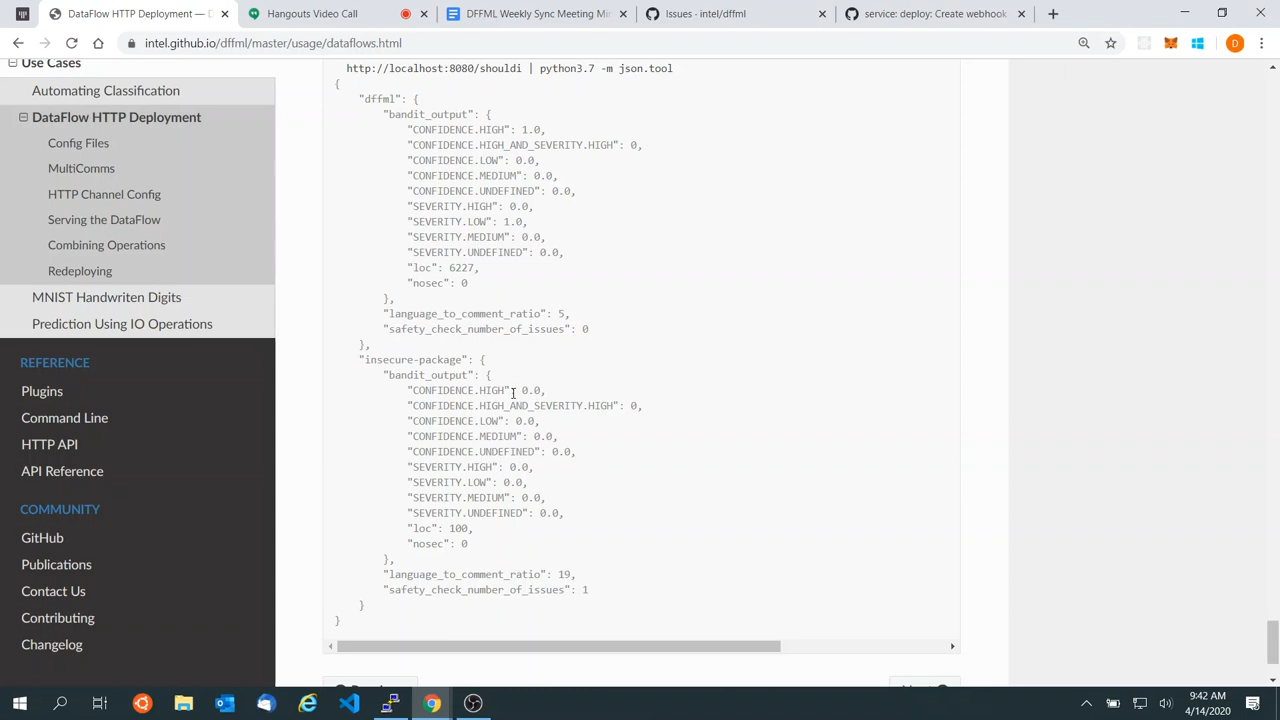 DataFlow HTTP Deployment — D
Hangouts Video Call
DFFML Weekly Sync Meeting Min
Issues · intel/dffml
service: deploy: Create webhook
intel.github.io/dffml/master/usage/dataflows.html
D
Use Cases
Automating Classification
DataFlow HTTP Deployment
Config Files
MultiComms
HTTP Channel Config
Serving the DataFlow
Combining Operations
Redeploying
MNIST Handwriten Digits
Prediction Using IO Operations
REFERENCE
Plugins
Command Line
HTTP API
API Reference
COMMUNITY
GitHub
Publications
Contact Us
Contributing
Changelog
http://localhost:8080/shouldi | python3.7 -m json.tool
{
"dffml": {
"bandit_output": {
"CONFIDENCE.HIGH": 1.0,
"CONFIDENCE.HIGH_AND_SEVERITY.HIGH": 0,
"CONFIDENCE.LOW": 0.0,
"CONFIDENCE.MEDIUM": 0.0,
"CONFIDENCE.UNDEFINED": 0.0,
"SEVERITY.HIGH": 0.0,
"SEVERITY.LOW": 1.0,
"SEVERITY.MEDIUM": 0.0,
"SEVERITY.UNDEFINED": 0.0,
"loc": 6227,
"nosec": 0
},
"language_to_comment_ratio": 5,
"safety_check_number_of_issues": 0
},
"insecure-package": {
"bandit_output": {
"CONFIDENCE.HIGH": 0.0,
"CONFIDENCE.HIGH_AND_SEVERITY.HIGH": 0,
"CONFIDENCE.LOW": 0.0,
"CONFIDENCE.MEDIUM": 0.0,
"CONFIDENCE.UNDEFINED": 0.0,
"SEVERITY.HIGH": 0.0,
"SEVERITY.LOW": 0.0,
"SEVERITY.MEDIUM": 0.0,
"SEVERITY.UNDEFINED": 0.0,
"loc": 100,
"nosec": 0
},
"language_to_comment_ratio": 19,
"safety_check_number_of_issues": 1
}
}
9:42 AM
4/14/2020